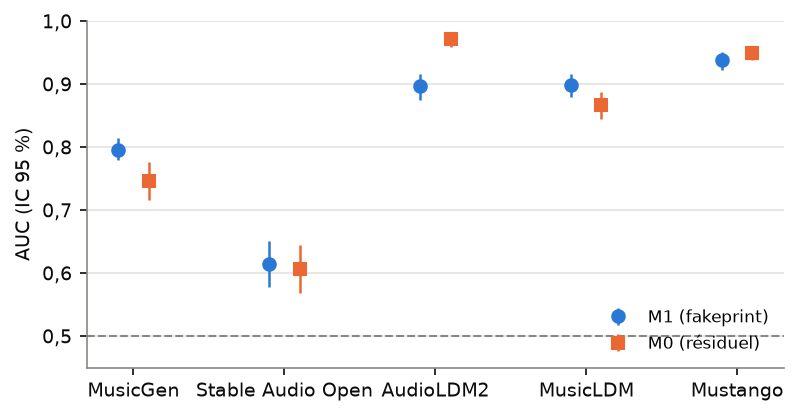 1,0
0,9
0,8
0,7
0,6
0,5
AUC (IC 95 %)
M1 (fakeprint)
M0 (résiduel)
MusicGen
Stable Audio Open
AudioLDM2
MusicLDM
Mustango